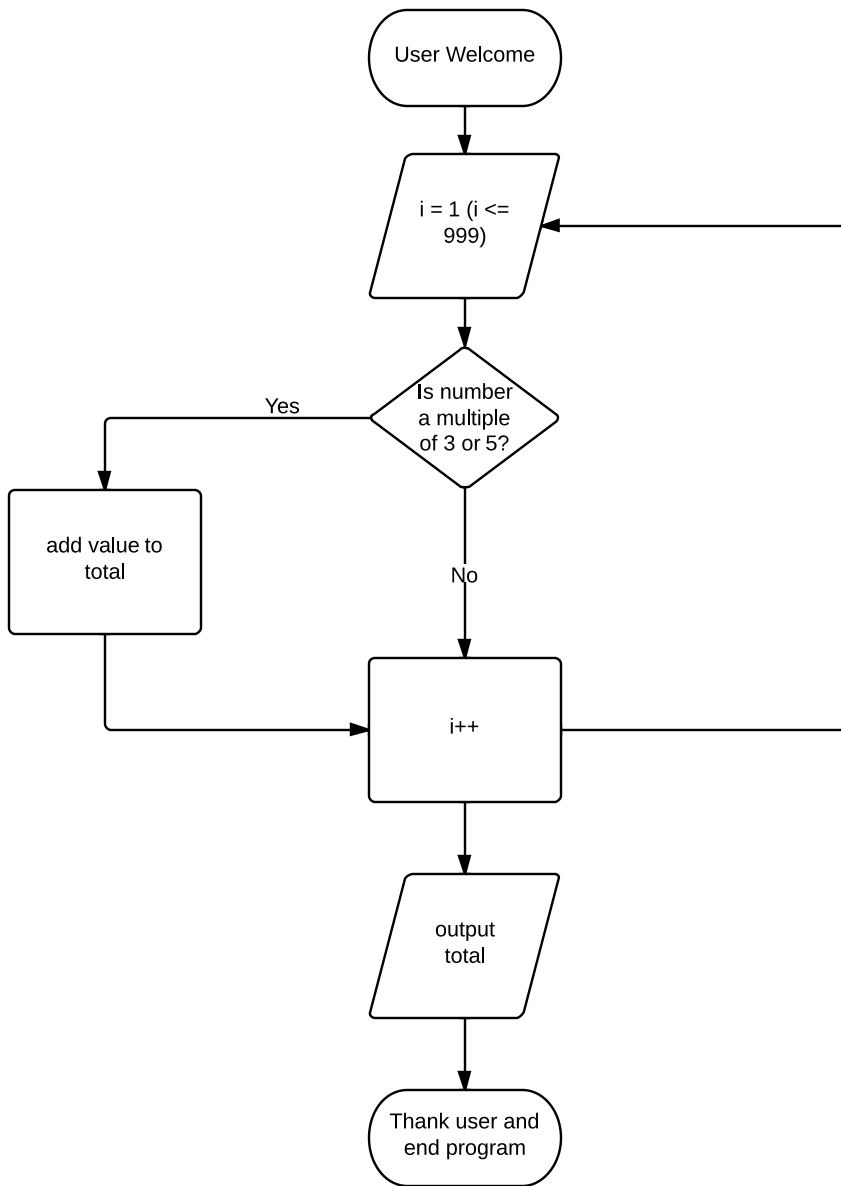 User Welcome
i = 1 (i <=
999)
Is number
a multiple
of 3 or 5?
Yes
add value to
total
No
i++
output
total
Thank user and
end program